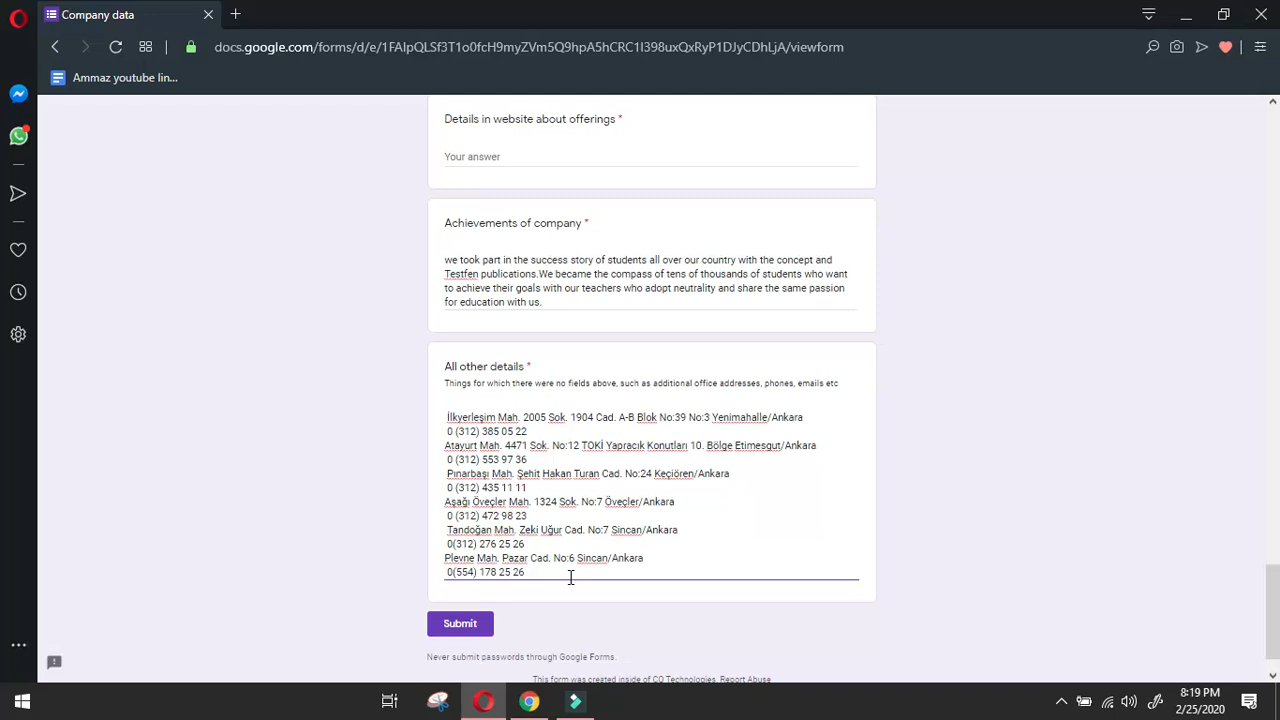 Company data
docs.google.com/forms/d/e/1FAIpQLSf3T1o0fcH9myZVm5Q9hpA5hCRC1I398uxQxRyP1DJyCDhLjA/viewform
Ammaz youtube lin...
Details in website about offerings *
Your answer
Achievements of company *
we took part in the success story of students all over our country with the concept and
Testfen publications.We became the compass of tens of thousands of students who want
to achieve their goals with our teachers who adopt neutrality and share the same passion
for education with us.
All other details *
Things for which there were no fields above, such as additional office addresses, phones, emails etc
İlkyerleşim Mah. 2005 Sok. 1904 Cad. A-B Blok No:39 No:3 Yenimahalle/Ankara
0 (312) 385 05 22
Atayurt Mah. 4471 Sok. No:12 TOKİ Yapracık Konutları 10. Bölge Etimesgut/Ankara
0 (312) 553 97 36
Pınarbaşı Mah. Şehit Hakan Turan Cad. No:24 Keçiören/Ankara
0 (312) 435 11 11
Aşağı Öveçler Mah. 1324 Sok. No:7 Öveçler/Ankara
0 (312) 472 98 23
Tandoğan Mah. Zeki Uğur Cad. No:7 Sincan/Ankara
0(312) 276 25 26
Plevne Mah. Pazar Cad. No:6 Sincan/Ankara
0(554) 178 25 26
Submit
Never submit passwords through Google Forms.
This form was created inside of CQ Technologies. Report Abuse
8:19 PM
2/25/2020